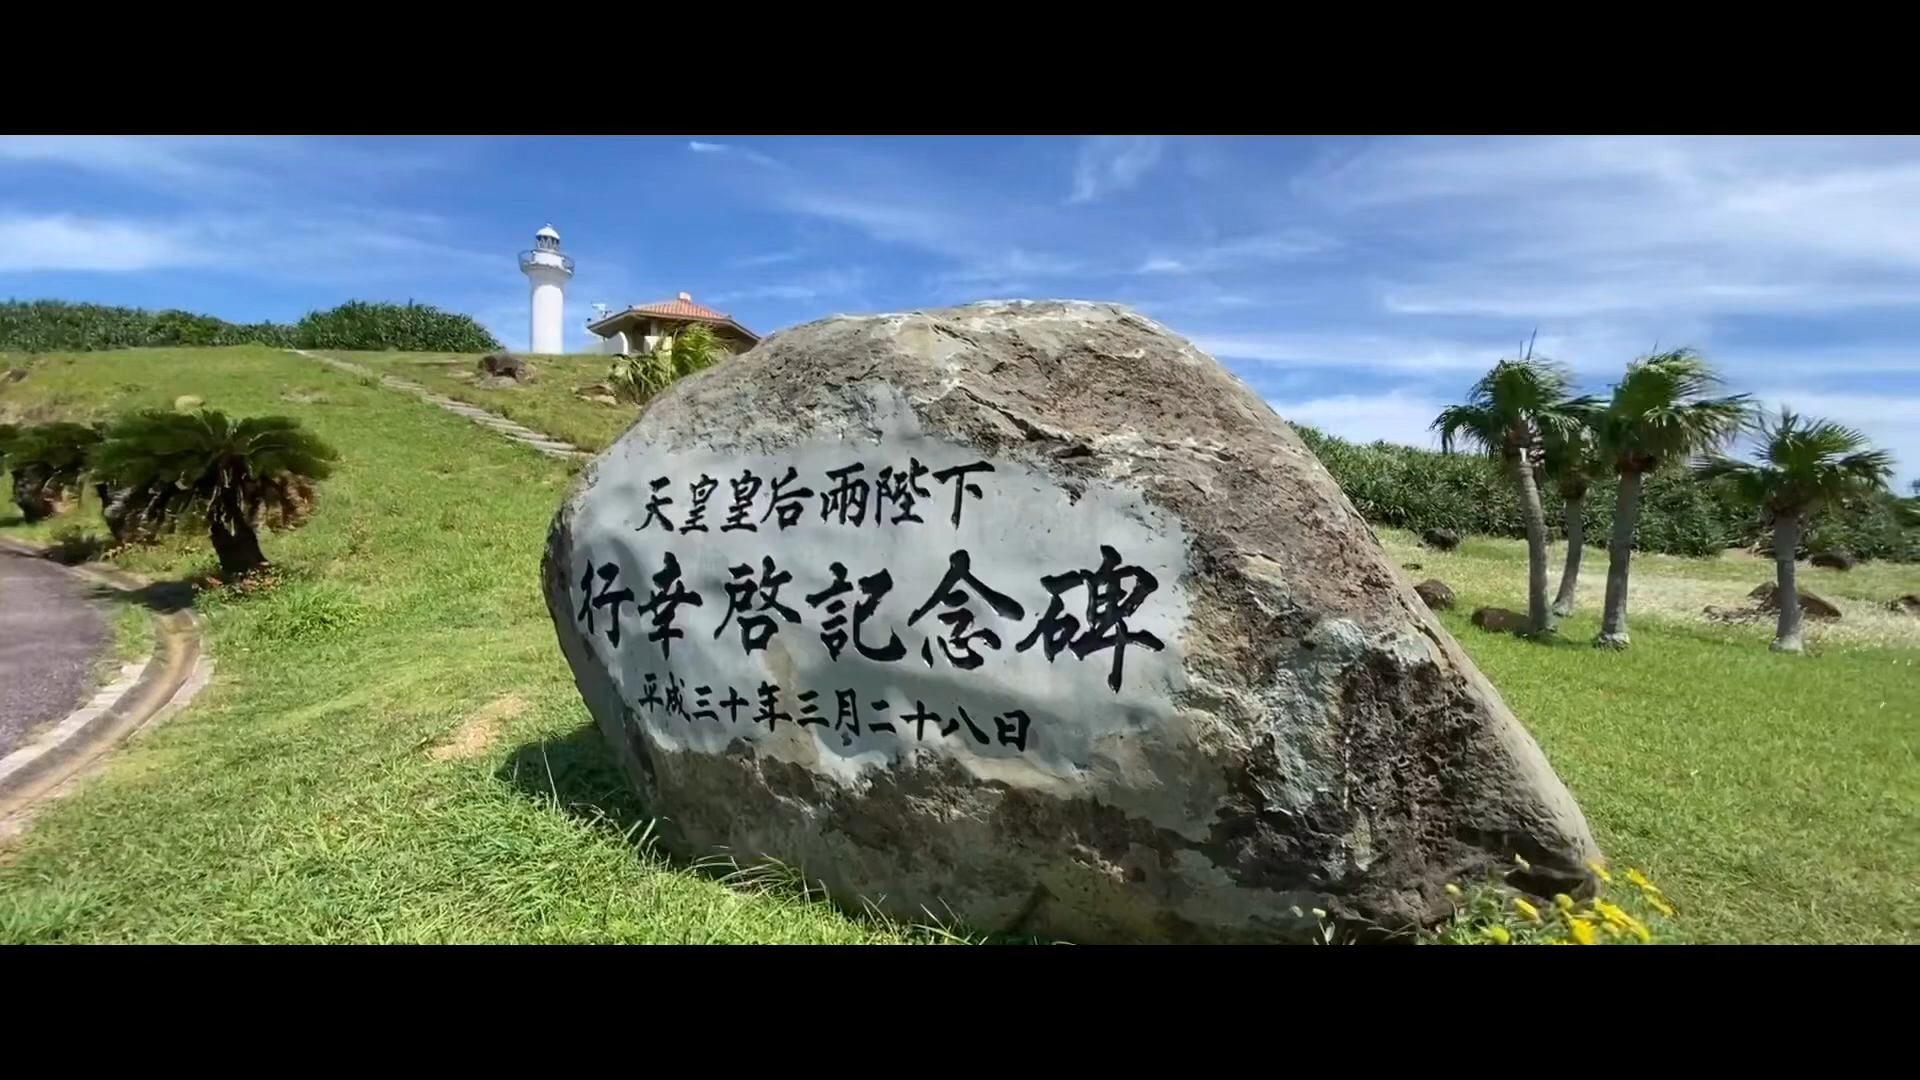 天皇皇后両陛下
行幸啓記念碑
平成三十年三月二十八日